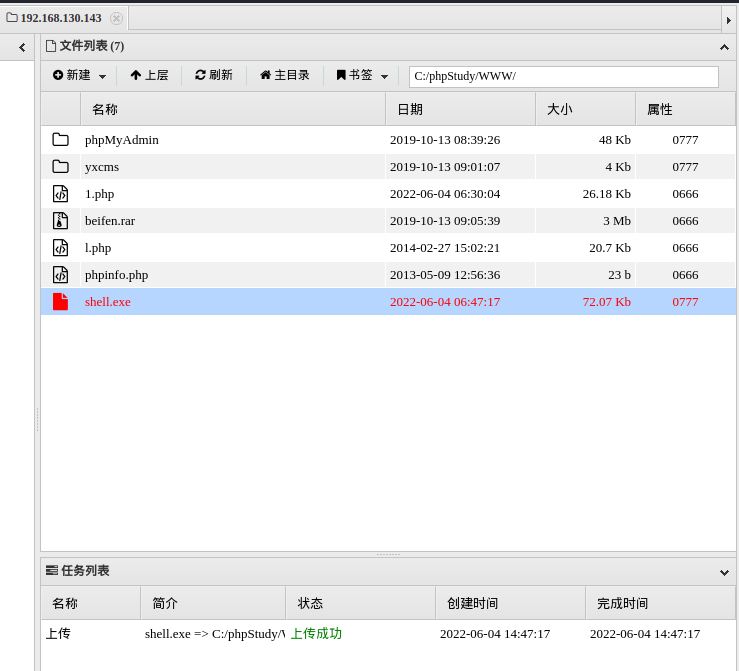 192.168.130.143
文件列表 (7)
新建 上层 刷新 主目录 书签 C:/phpStudy/WWW/
名称 日期 大小 属性
phpMyAdmin 2019-10-13 08:39:26 48 Kb 0777
yxcms 2019-10-13 09:01:07 4 Kb 0777
1.php 2022-06-04 06:30:04 26.18 Kb 0666
beifen.rar 2019-10-13 09:05:39 3 Mb 0666
l.php 2014-02-27 15:02:21 20.7 Kb 0666
phpinfo.php 2013-05-09 12:56:36 23 b 0666
shell.exe 2022-06-04 06:47:17 72.07 Kb 0777
任务列表
名称 简介 状态 创建时间 完成时间
上传 shell.exe => C:/phpStudy/ 上传成功 2022-06-04 14:47:17 2022-06-04 14:47:17